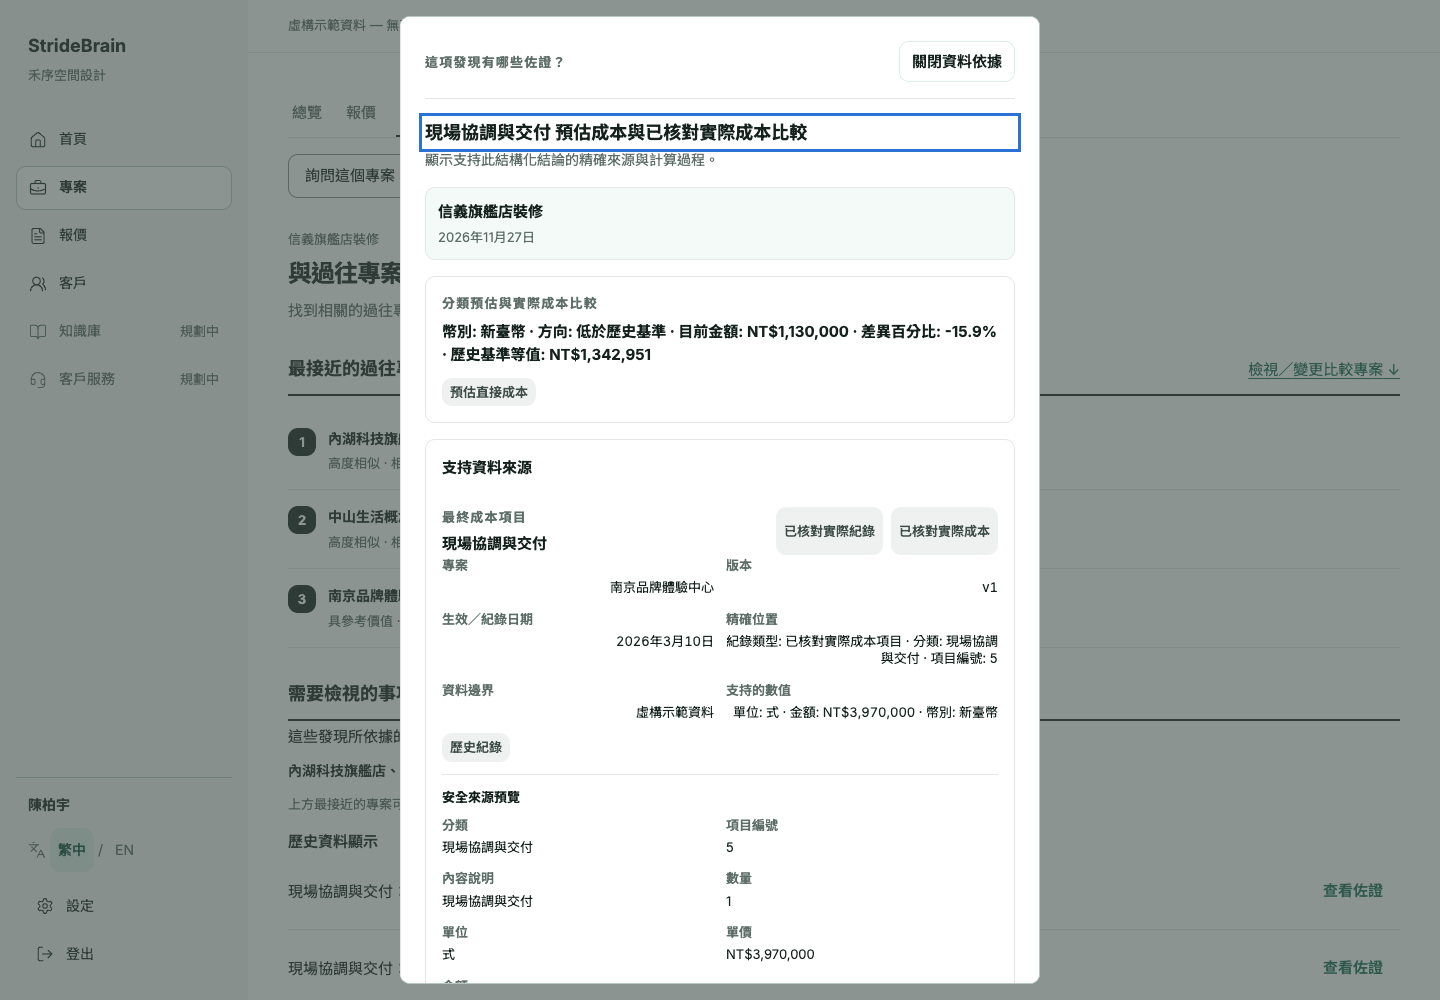 StrideBrain
禾序空間設計
首頁
專案
報價
客戶
知識庫 規劃中
客戶服務 規劃中
陳柏宇
繁中 / EN
設定
登出
虛構示範資料 — 無
總覽 報價
詢問這個專案
信義旗艦店裝修
與過往專案
找到相關的過往專
最接近的過往專
檢視／變更比較專案 ↓
1 內湖科技旗艦
高度相似 · 相
2 中山生活概念
高度相似 · 相
3 南京品牌體驗
具參考價值 ·
需要檢視的事項
這些發現所依據的
內湖科技旗艦店、
上方最接近的專案可
歷史資料顯示
現場協調與交付
查看佐證
現場協調與交付
查看佐證
這項發現有哪些佐證？
關閉資料依據
現場協調與交付 預估成本與已核對實際成本比較
顯示支持此結構化結論的精確來源與計算過程。
信義旗艦店裝修
2026年11月27日
分類預估與實際成本比較
幣別: 新臺幣 · 方向: 低於歷史基準 · 目前金額: NT$1,130,000 · 差異百分比: -15.9%
· 歷史基準等值: NT$1,342,951
預估直接成本
支持資料來源
最終成本項目
現場協調與交付
已核對實際紀錄 已核對實際成本
專案
南京品牌體驗中心
版本
v1
生效／紀錄日期
2026年3月10日
精確位置
紀錄類型: 已核對實際成本項目 · 分類: 現場協調
與交付 · 項目編號: 5
資料邊界
虛構示範資料
支持的數值
單位: 式 · 金額: NT$3,970,000 · 幣別: 新臺幣
歷史紀錄
安全來源預覽
分類
現場協調與交付
項目編號
5
內容說明
現場協調與交付
數量
1
單位
式
單價
NT$3,970,000